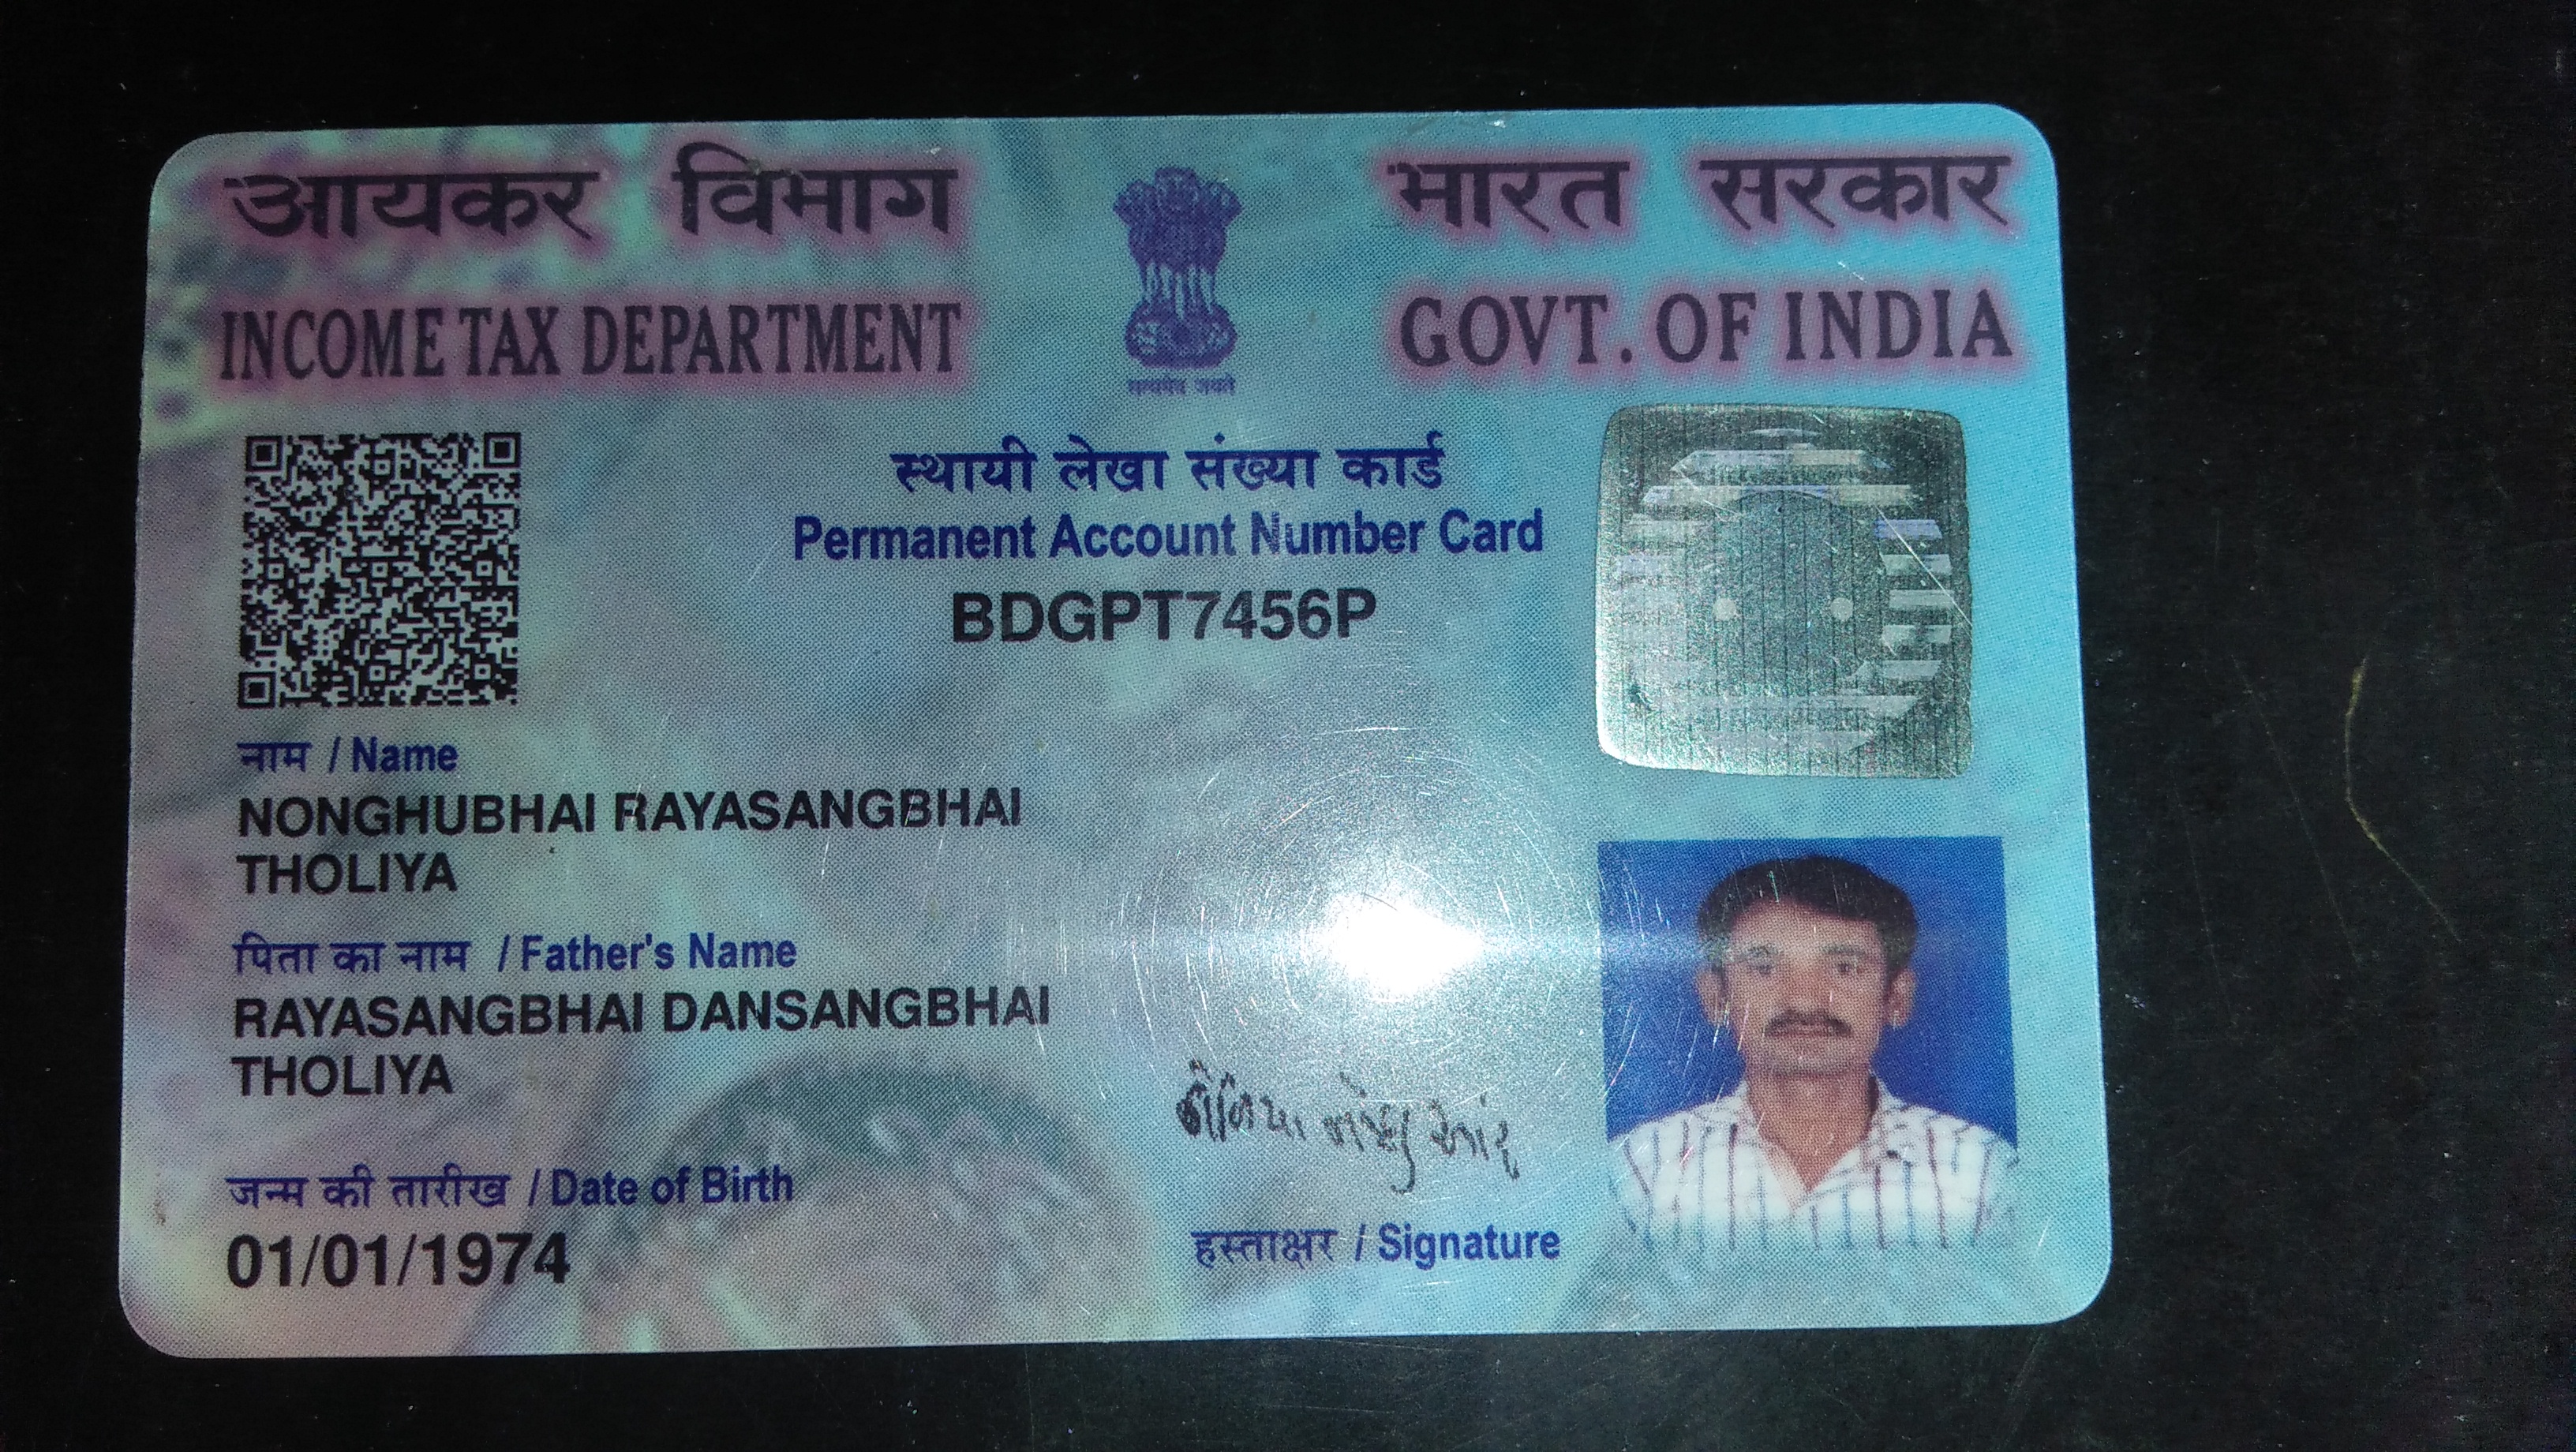 आयकर विभाग
INCOME TAX DEPARTMENT
सत्यमेव जयते
भारत सरकार
GOVT. OF INDIA
स्थायी लेखा संख्या कार्ड
Permanent Account Number Card
BDGPT7456P
नाम / Name
NONGHUBHAI RAYASANGBHAI
THOLIYA
पिता का नाम / Father's Name
RAYASANGBHAI DANSANGBHAI
THOLIYA
जन्म की तारीख / Date of Birth
01/01/1974
हस्ताक्षर / Signature